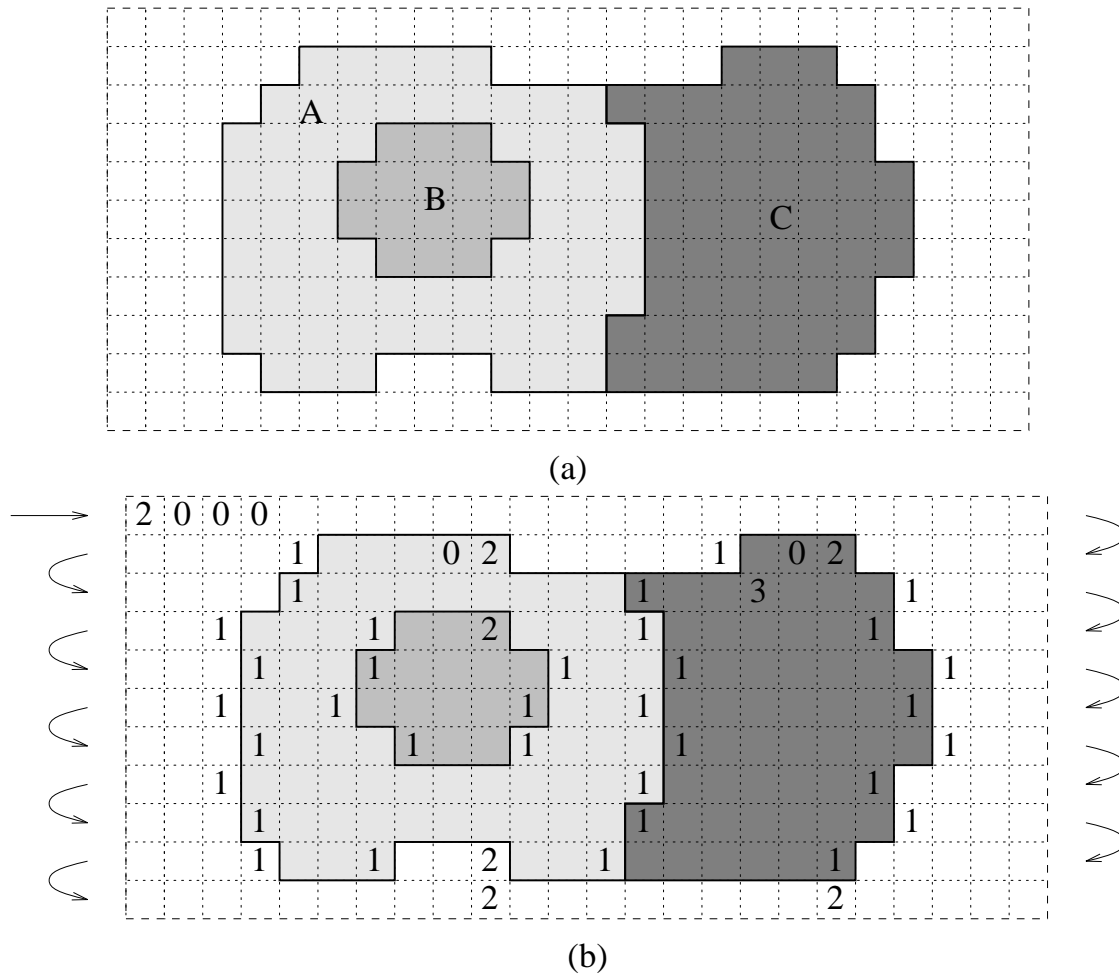 A
B
C
(a)
2 0 0 0
1 0 2 1 0 2
1 1 3 1
1 1 2 1 1
1 1 1 1 1
1 1 1 1 1
1 1 1 1 1
1 1 1
1 1 1
1 1 2 1 1
2 2
(b)